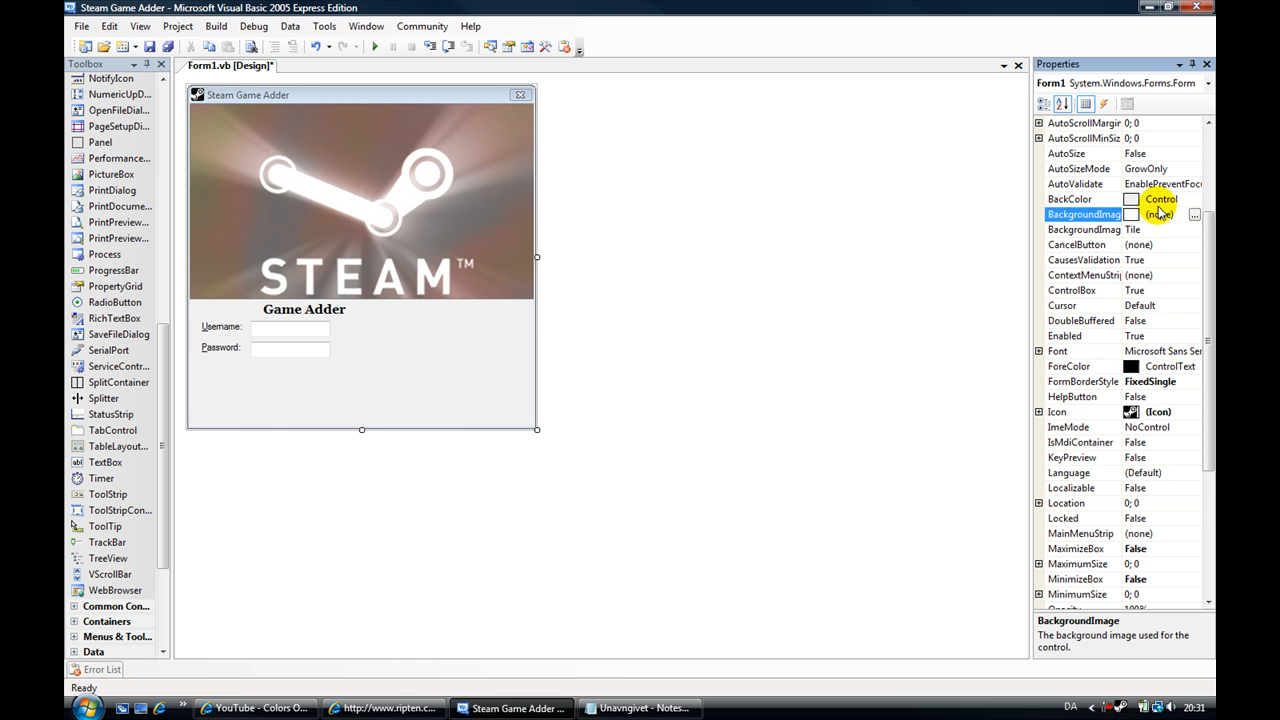 Steam Game Adder - Microsoft Visual Basic 2005 Express Edition
File Edit View Project Build Debug Data Tools Window Community Help
Toolbox
NotifyIcon
NumericUpD...
OpenFileDial...
PageSetupDi...
Panel
Performance...
PictureBox
PrintDialog
PrintDocume...
PrintPreview...
PrintPreview...
Process
ProgressBar
PropertyGrid
RadioButton
RichTextBox
SaveFileDialog
SerialPort
ServiceContr...
SplitContainer
Splitter
StatusStrip
TabControl
TableLayout...
TextBox
Timer
ToolStrip
ToolStripCon...
ToolTip
TrackBar
TreeView
VScrollBar
WebBrowser
Common Con...
Containers
Menus & Tool...
Data
Form1.vb [Design]*
Steam Game Adder
STEAM™
Game Adder
Username:
Password:
Properties
Form1 System.Windows.Forms.Form
AutoScrollMargin 0; 0
AutoScrollMinSiz 0; 0
AutoSize False
AutoSizeMode GrowOnly
AutoValidate EnablePreventFocu
BackColor Control
BackgroundImag (none) ...
BackgroundImag Tile
CancelButton (none)
CausesValidation True
ContextMenuStrip (none)
ControlBox True
Cursor Default
DoubleBuffered False
Enabled True
Font Microsoft Sans Ser
ForeColor ControlText
FormBorderStyle FixedSingle
HelpButton False
Icon (Icon)
ImeMode NoControl
IsMdiContainer False
KeyPreview False
Language (Default)
Localizable False
Location 0; 0
Locked False
MainMenuStrip (none)
MaximizeBox False
MaximumSize 0; 0
MinimizeBox False
MinimumSize 0; 0
Opacity 100%
BackgroundImage
The background image used for the
control.
Error List
Ready
YouTube - Colors O... http://www.ripten.c... Steam Game Adder ... Unavngivet - Notes... DA 20:31